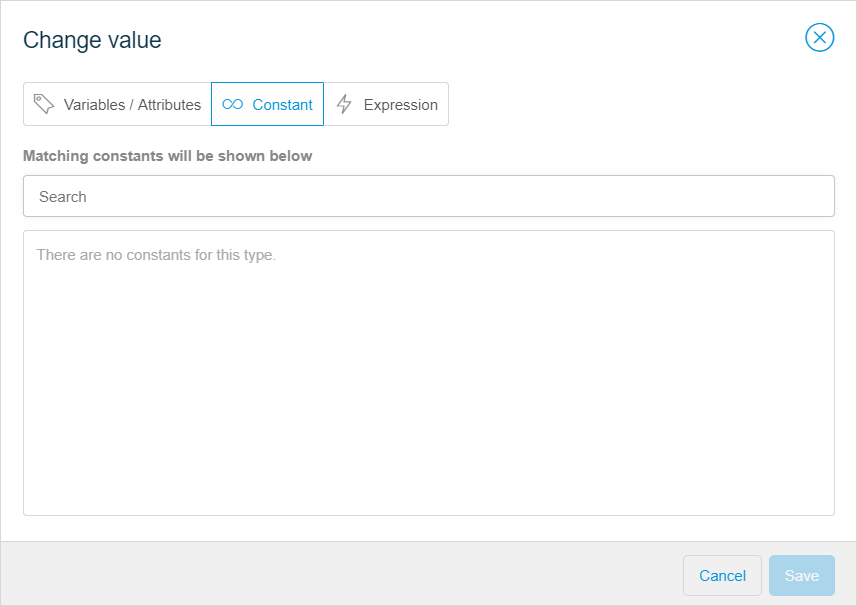 Change value
Variables / Attributes Constant Expression
Matching constants will be shown below
Search
There are no constants for this type.
Cancel Save